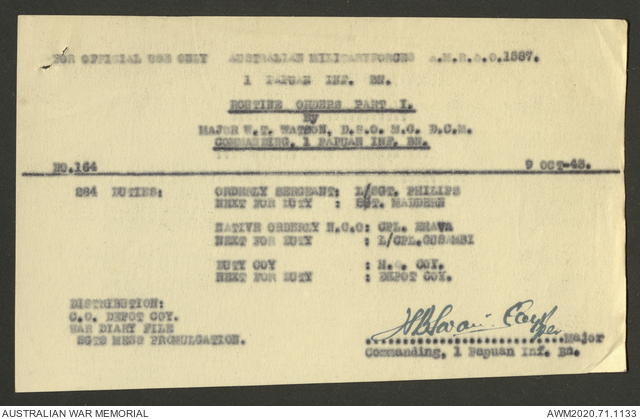 FOR OFFICIAL USE ONLY AUSTRALIAN MILITARY FORCES A.M.R.& O.1887.
1 PAPUAN INF. BN.
ROUTINE ORDERS PART I.
By
MAJOR W.T. WATSON, D.S.O. M.C. D.C.M.
COMMANDING, 1 PAPUAN INF. BN.
NO.164 9 OCT-43.
284 DUTIES: ORDERLY SERGEANT: L/SGT. PHILIPS
NEXT FOR DUTY : SGT. MADDERN
NATIVE ORDERLY N.C.O: CPL. ERAVA
NEXT FOR DUTY : L/CPL.GUSAMBI
DUTY COY : H.Q. COY.
NEXT FOR DUTY : DEPOT COY.
DISTRIBUTION:
C.O. DEPOT COY.
WAR DIARY FILE
SGTS MESS PROMULGATION.
Capt
Major
Commanding, 1 Papuan Inf. Bn.
AUSTRALIAN WAR MEMORIAL AWM2020.71.1133